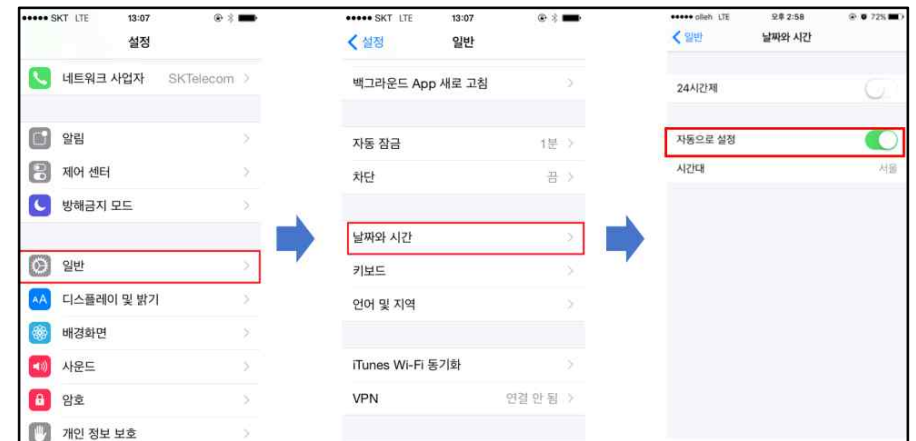 SKT LTE 13:07
설정
네트워크 사업자 SKTelecom
알림
제어 센터
방해금지 모드
일반
AA 디스플레이 및 밝기
배경화면
사운드
암호
개인 정보 보호
SKT LTE 13:07
설정 일반
백그라운드 App 새로 고침
자동 잠금 1분
차단 끔
날짜와 시간
키보드
언어 및 지역
iTunes Wi-Fi 동기화
VPN 연결 안 됨
olleh LTE 오후 2:58 72%
일반 날짜와 시간
24시간제
자동으로 설정
시간대 서울